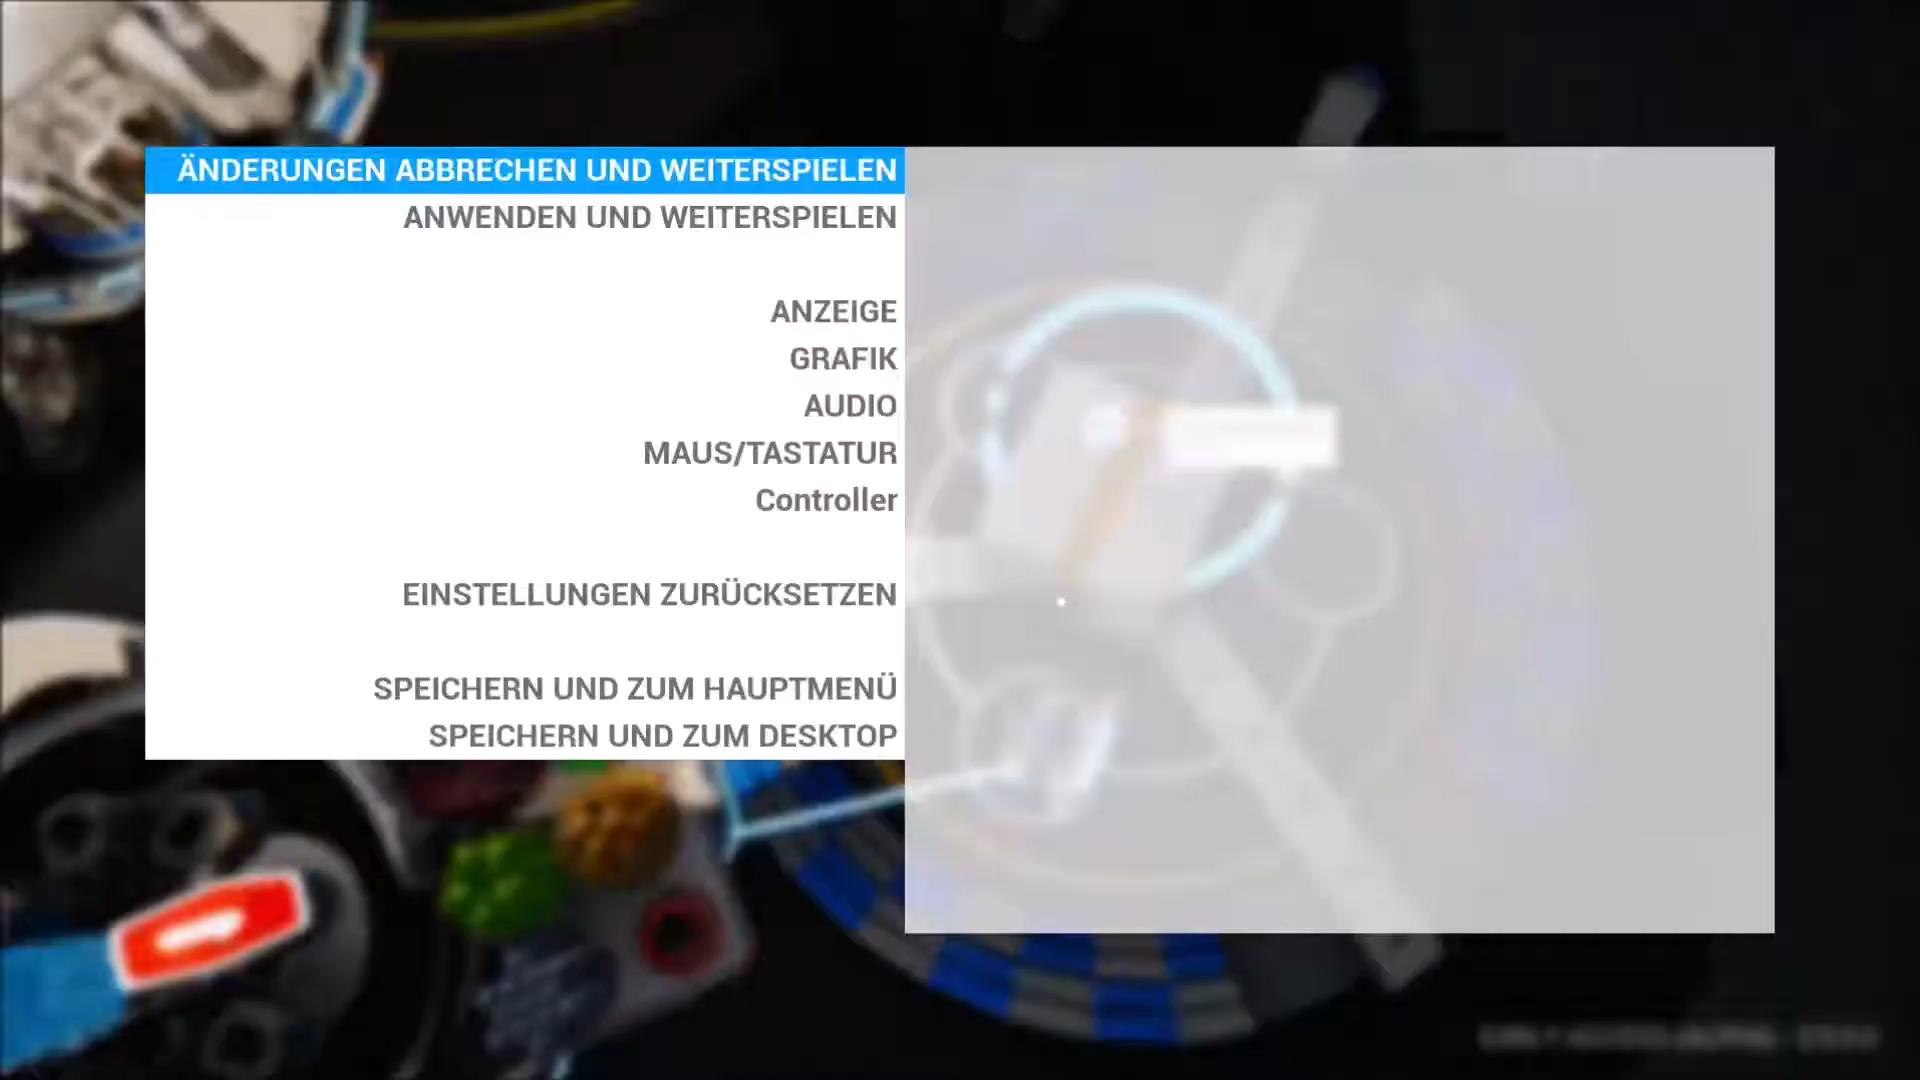 ÄNDERUNGEN ABBRECHEN UND WEITERSPIELEN
ANWENDEN UND WEITERSPIELEN
ANZEIGE
GRAFIK
AUDIO
MAUS/TASTATUR
Controller
EINSTELLUNGEN ZURÜCKSETZEN
SPEICHERN UND ZUM HAUPTMENÜ
SPEICHERN UND ZUM DESKTOP